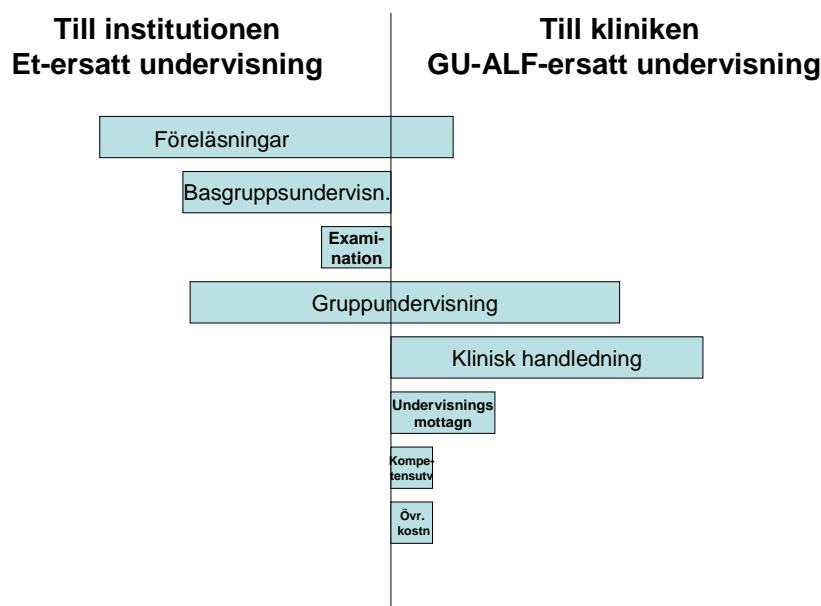 Till institutionen
Et-ersatt undervisning
Till kliniken
GU-ALF-ersatt undervisning
Föreläsningar
Basgruppsundervisn.
Exami-
nation
Gruppundervisning
Klinisk handledning
Undervisnings
mottagn
Kompe-
tensutv
Övr.
kostn